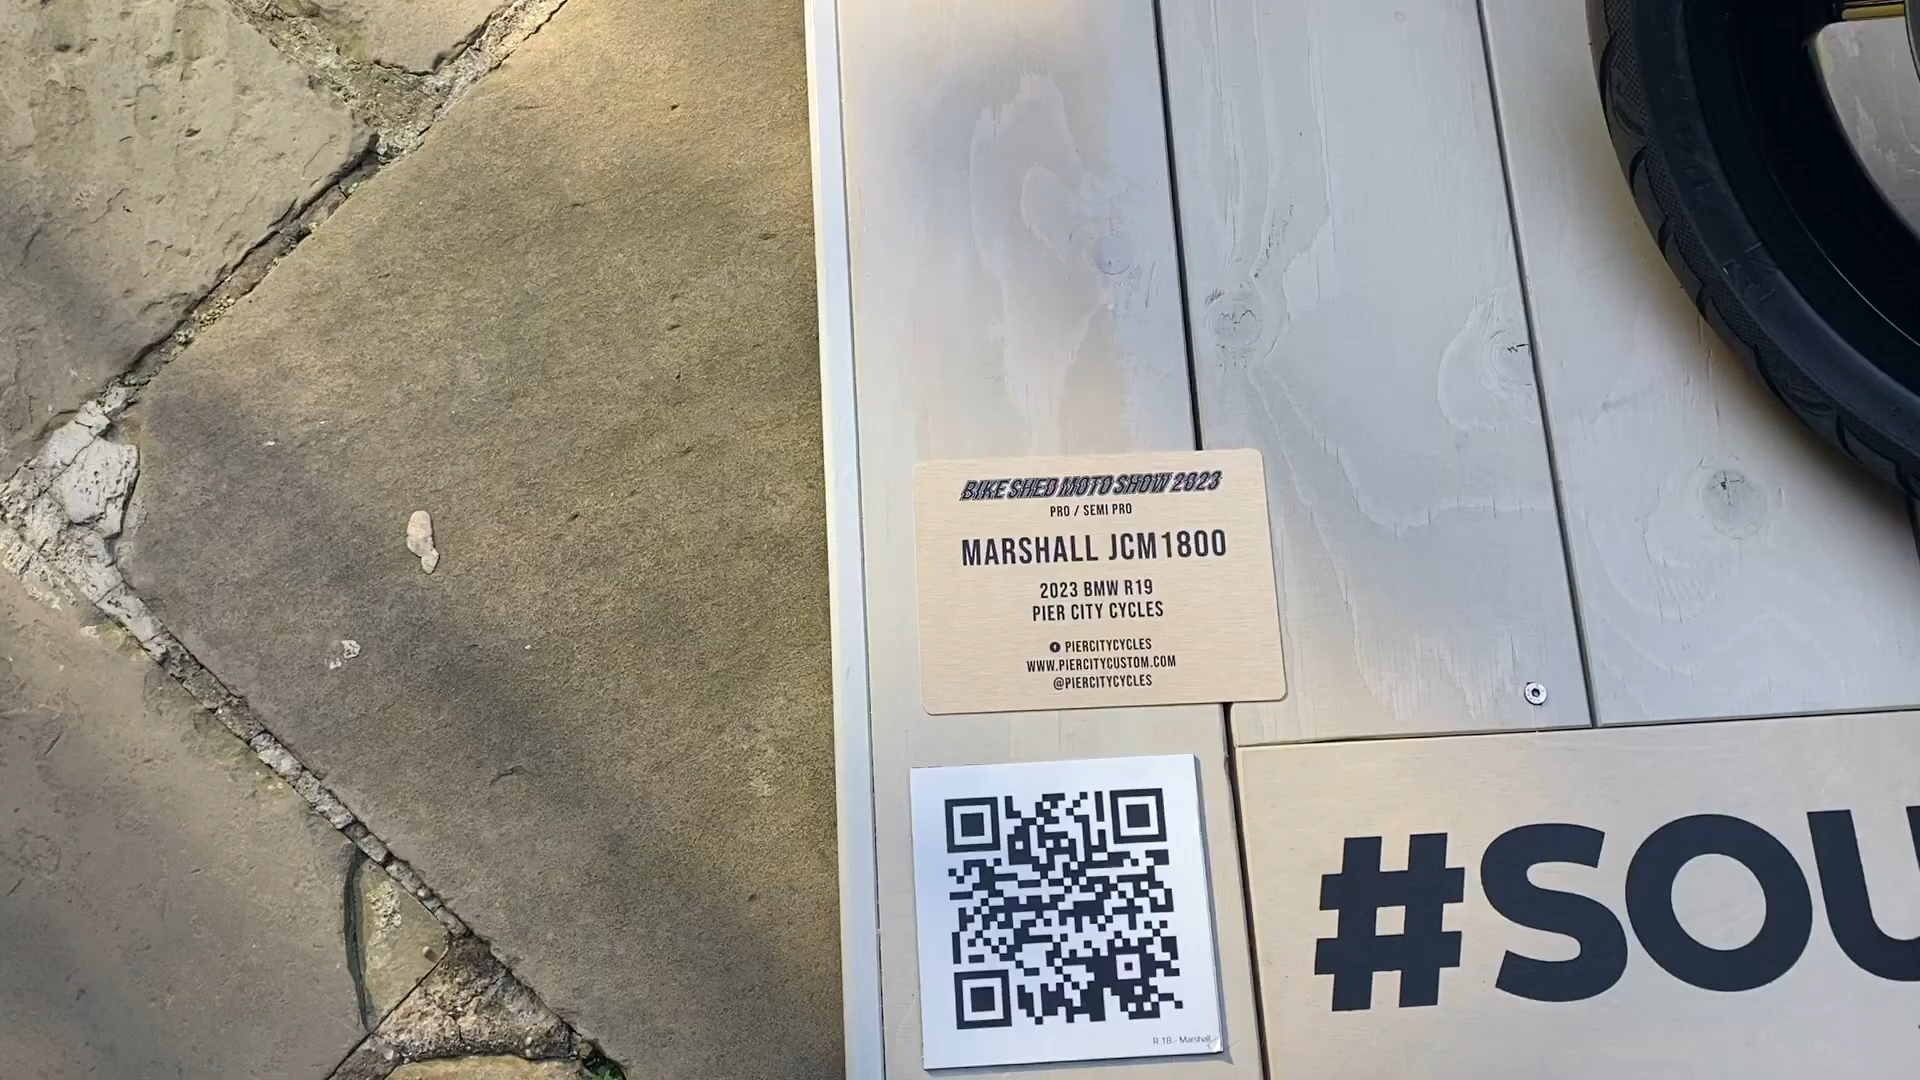 BIKE SHED MOTO SHOW 2023
PRO / SEMI PRO
MARSHALL JCM1800
2023 BMW R19
PIER CITY CYCLES
PIERCITYCYCLES
WWW.PIERCITYCUSTOM.COM
@PIERCITYCYCLES
R 18 - Marshall
#SOU